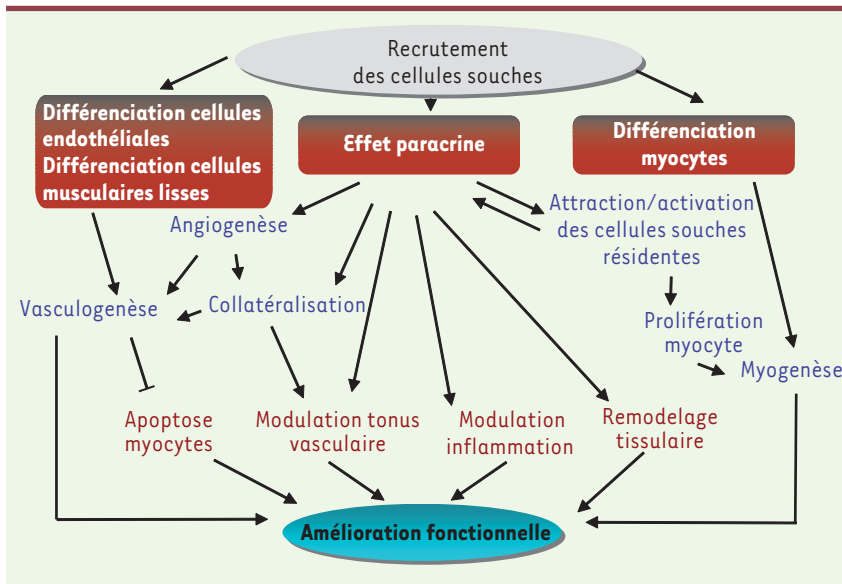 Recrutement
des cellules souches
Différenciation cellules
endothéliales
Différenciation cellules
musculaires lisses
Effet paracrine
Différenciation
myocytes
Angiogenèse
Attraction/activation
des cellules souches
résidentes
Vasculogenèse
Collatéralisation
Prolifération
myocyte
Myogenèse
Apoptose
myocytes
Modulation tonus
vasculaire
Modulation
inflammation
Remodelage
tissulaire
Amélioration fonctionnelle